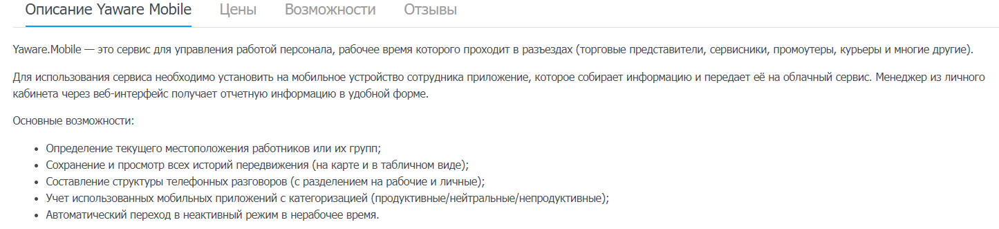 Описание Yaware Mobile Цены Возможности Отзывы
Yaware.Mobile — это сервис для управления работой персонала, рабочее время которого проходит в разъездах (торговые представители, сервисники, промоутеры, курьеры и многие другие).
Для использования сервиса необходимо установить на мобильное устройство сотрудника приложение, которое собирает информацию и передает её на облачный сервис. Менеджер из личного
кабинета через веб-интерфейс получает отчетную информацию в удобной форме.
Основные возможности:
• Определение текущего местоположения работников или их групп;
• Сохранение и просмотр всех историй передвижения (на карте и в табличном виде);
• Составление структуры телефонных разговоров (с разделением на рабочие и личные);
• Учет использованных мобильных приложений с категоризацией (продуктивные/нейтральные/непродуктивные);
• Автоматический переход в неактивный режим в нерабочее время.